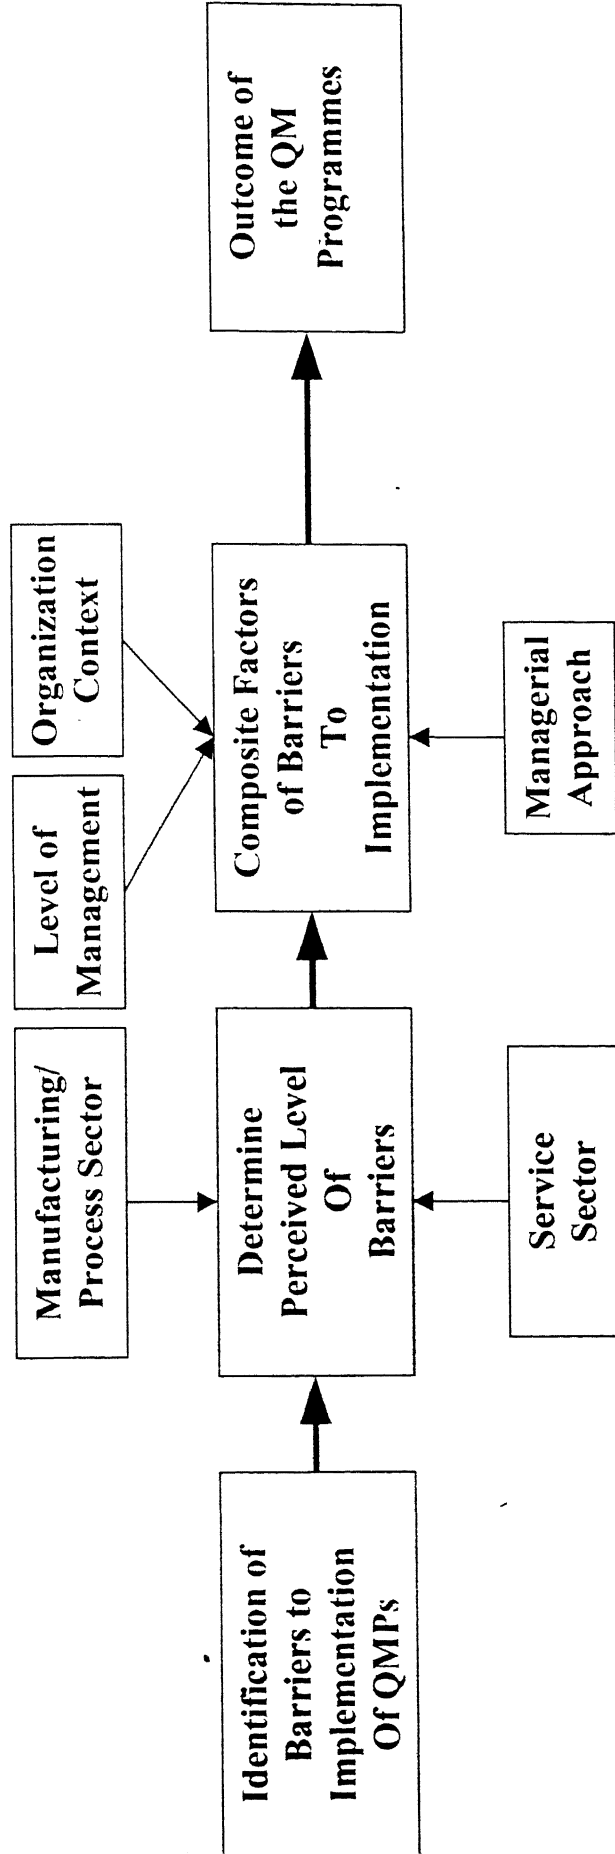 Manufacturing/
Process Sector
Level of
Management
Organization
Context
Identification of
Barriers to
Implementation
Of QMPs
Determine
Perceived Level
Of
Barriers
Composite Factors
of Barriers
To
Implementation
Outcome of
the QM
Programmes
Service
Sector
Managerial
Approach